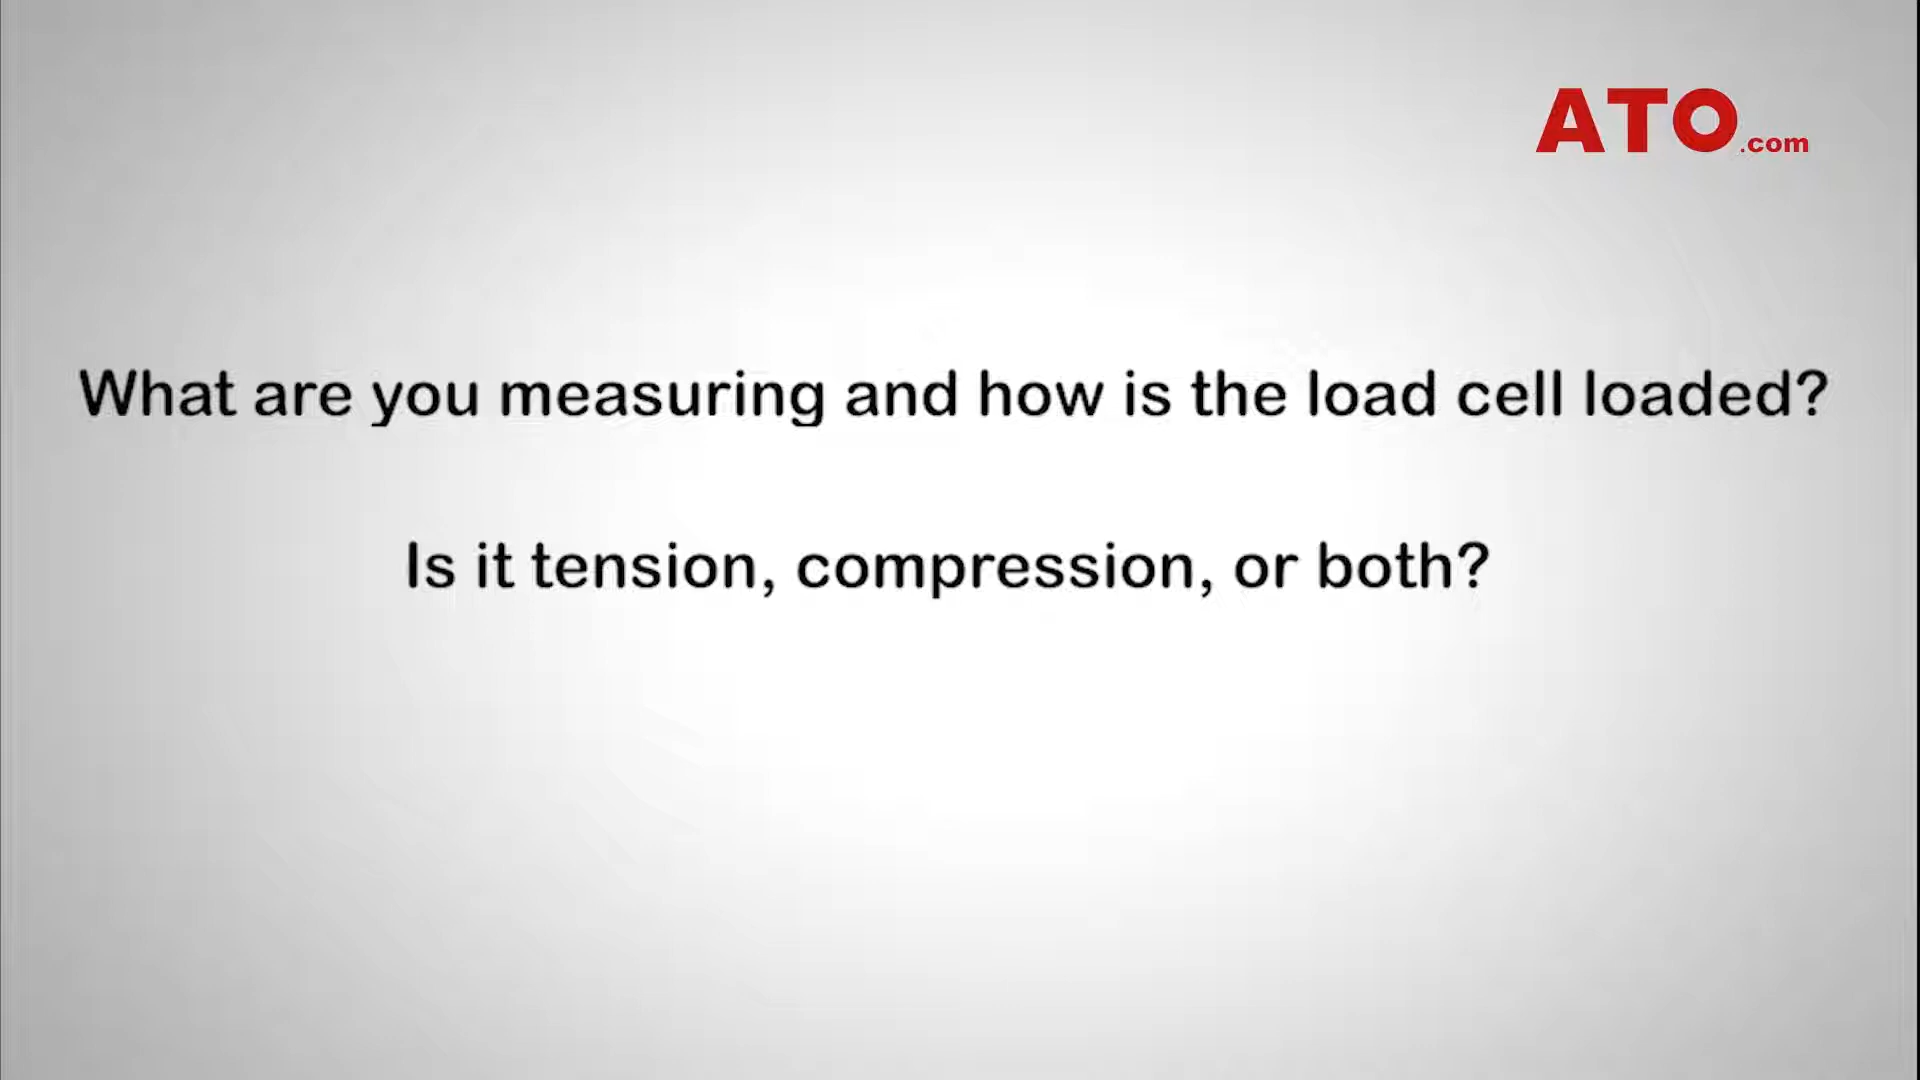 ATO.com
What are you measuring and how is the load cell loaded?
Is it tension, compression, or both?